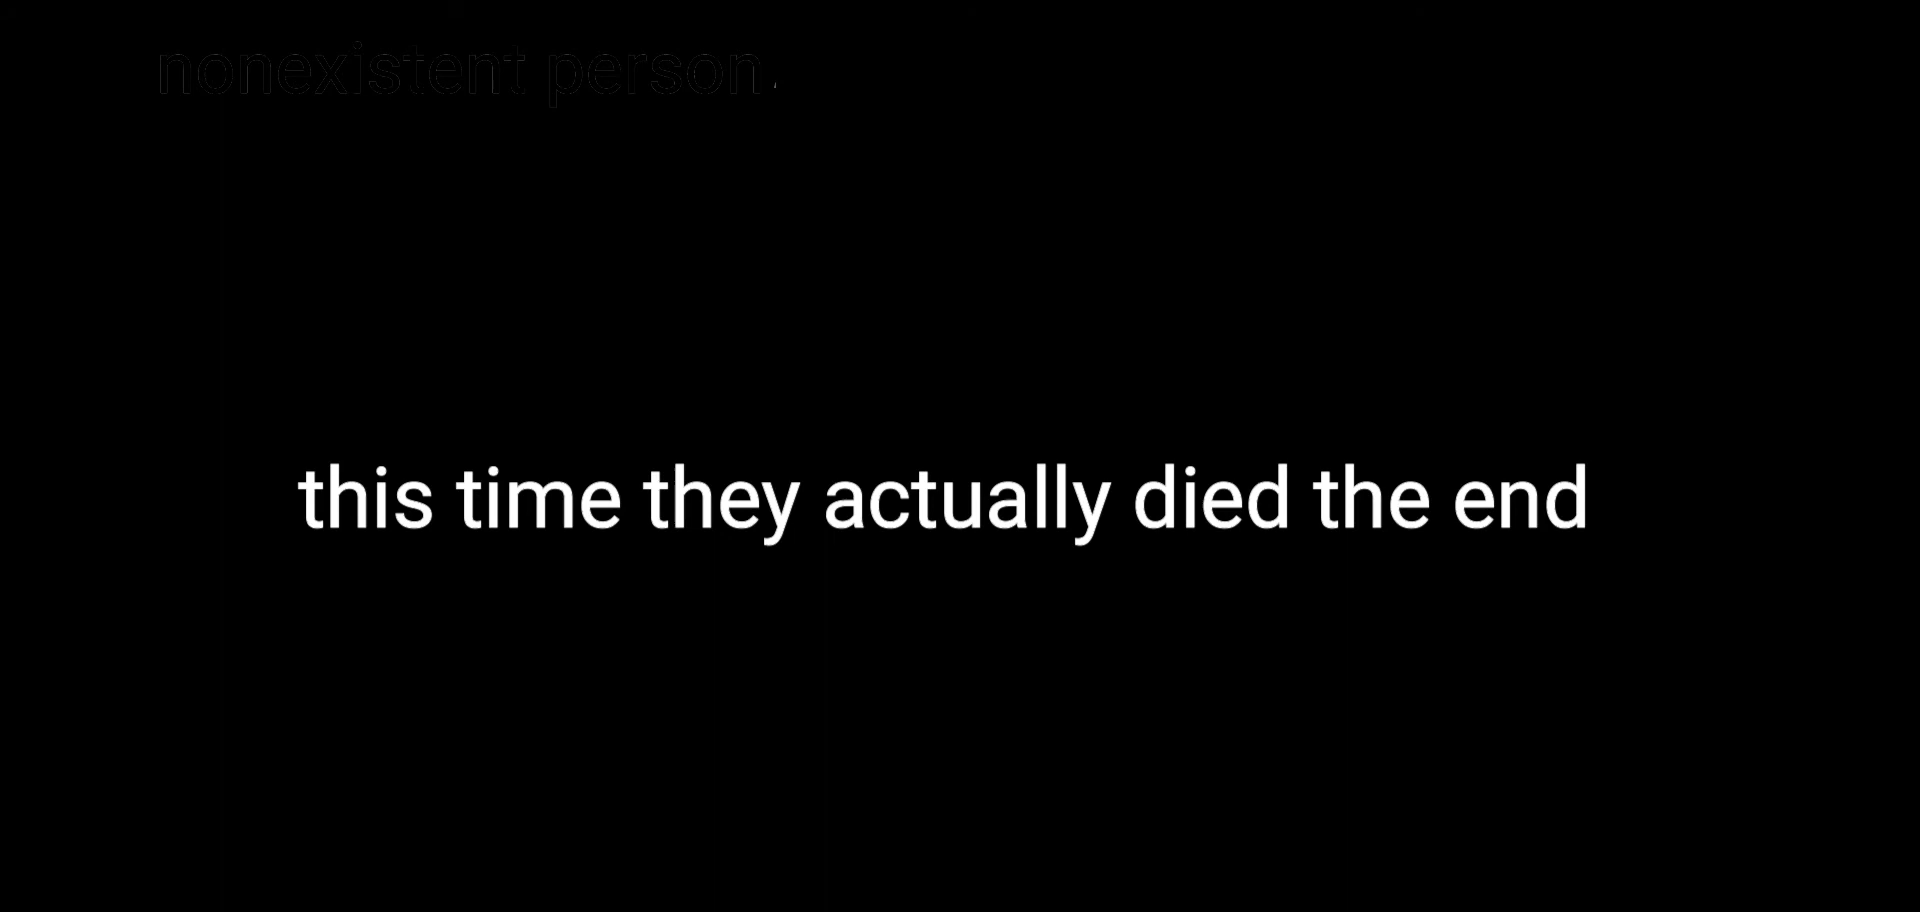 nonexistent person.
this time they actually died the end